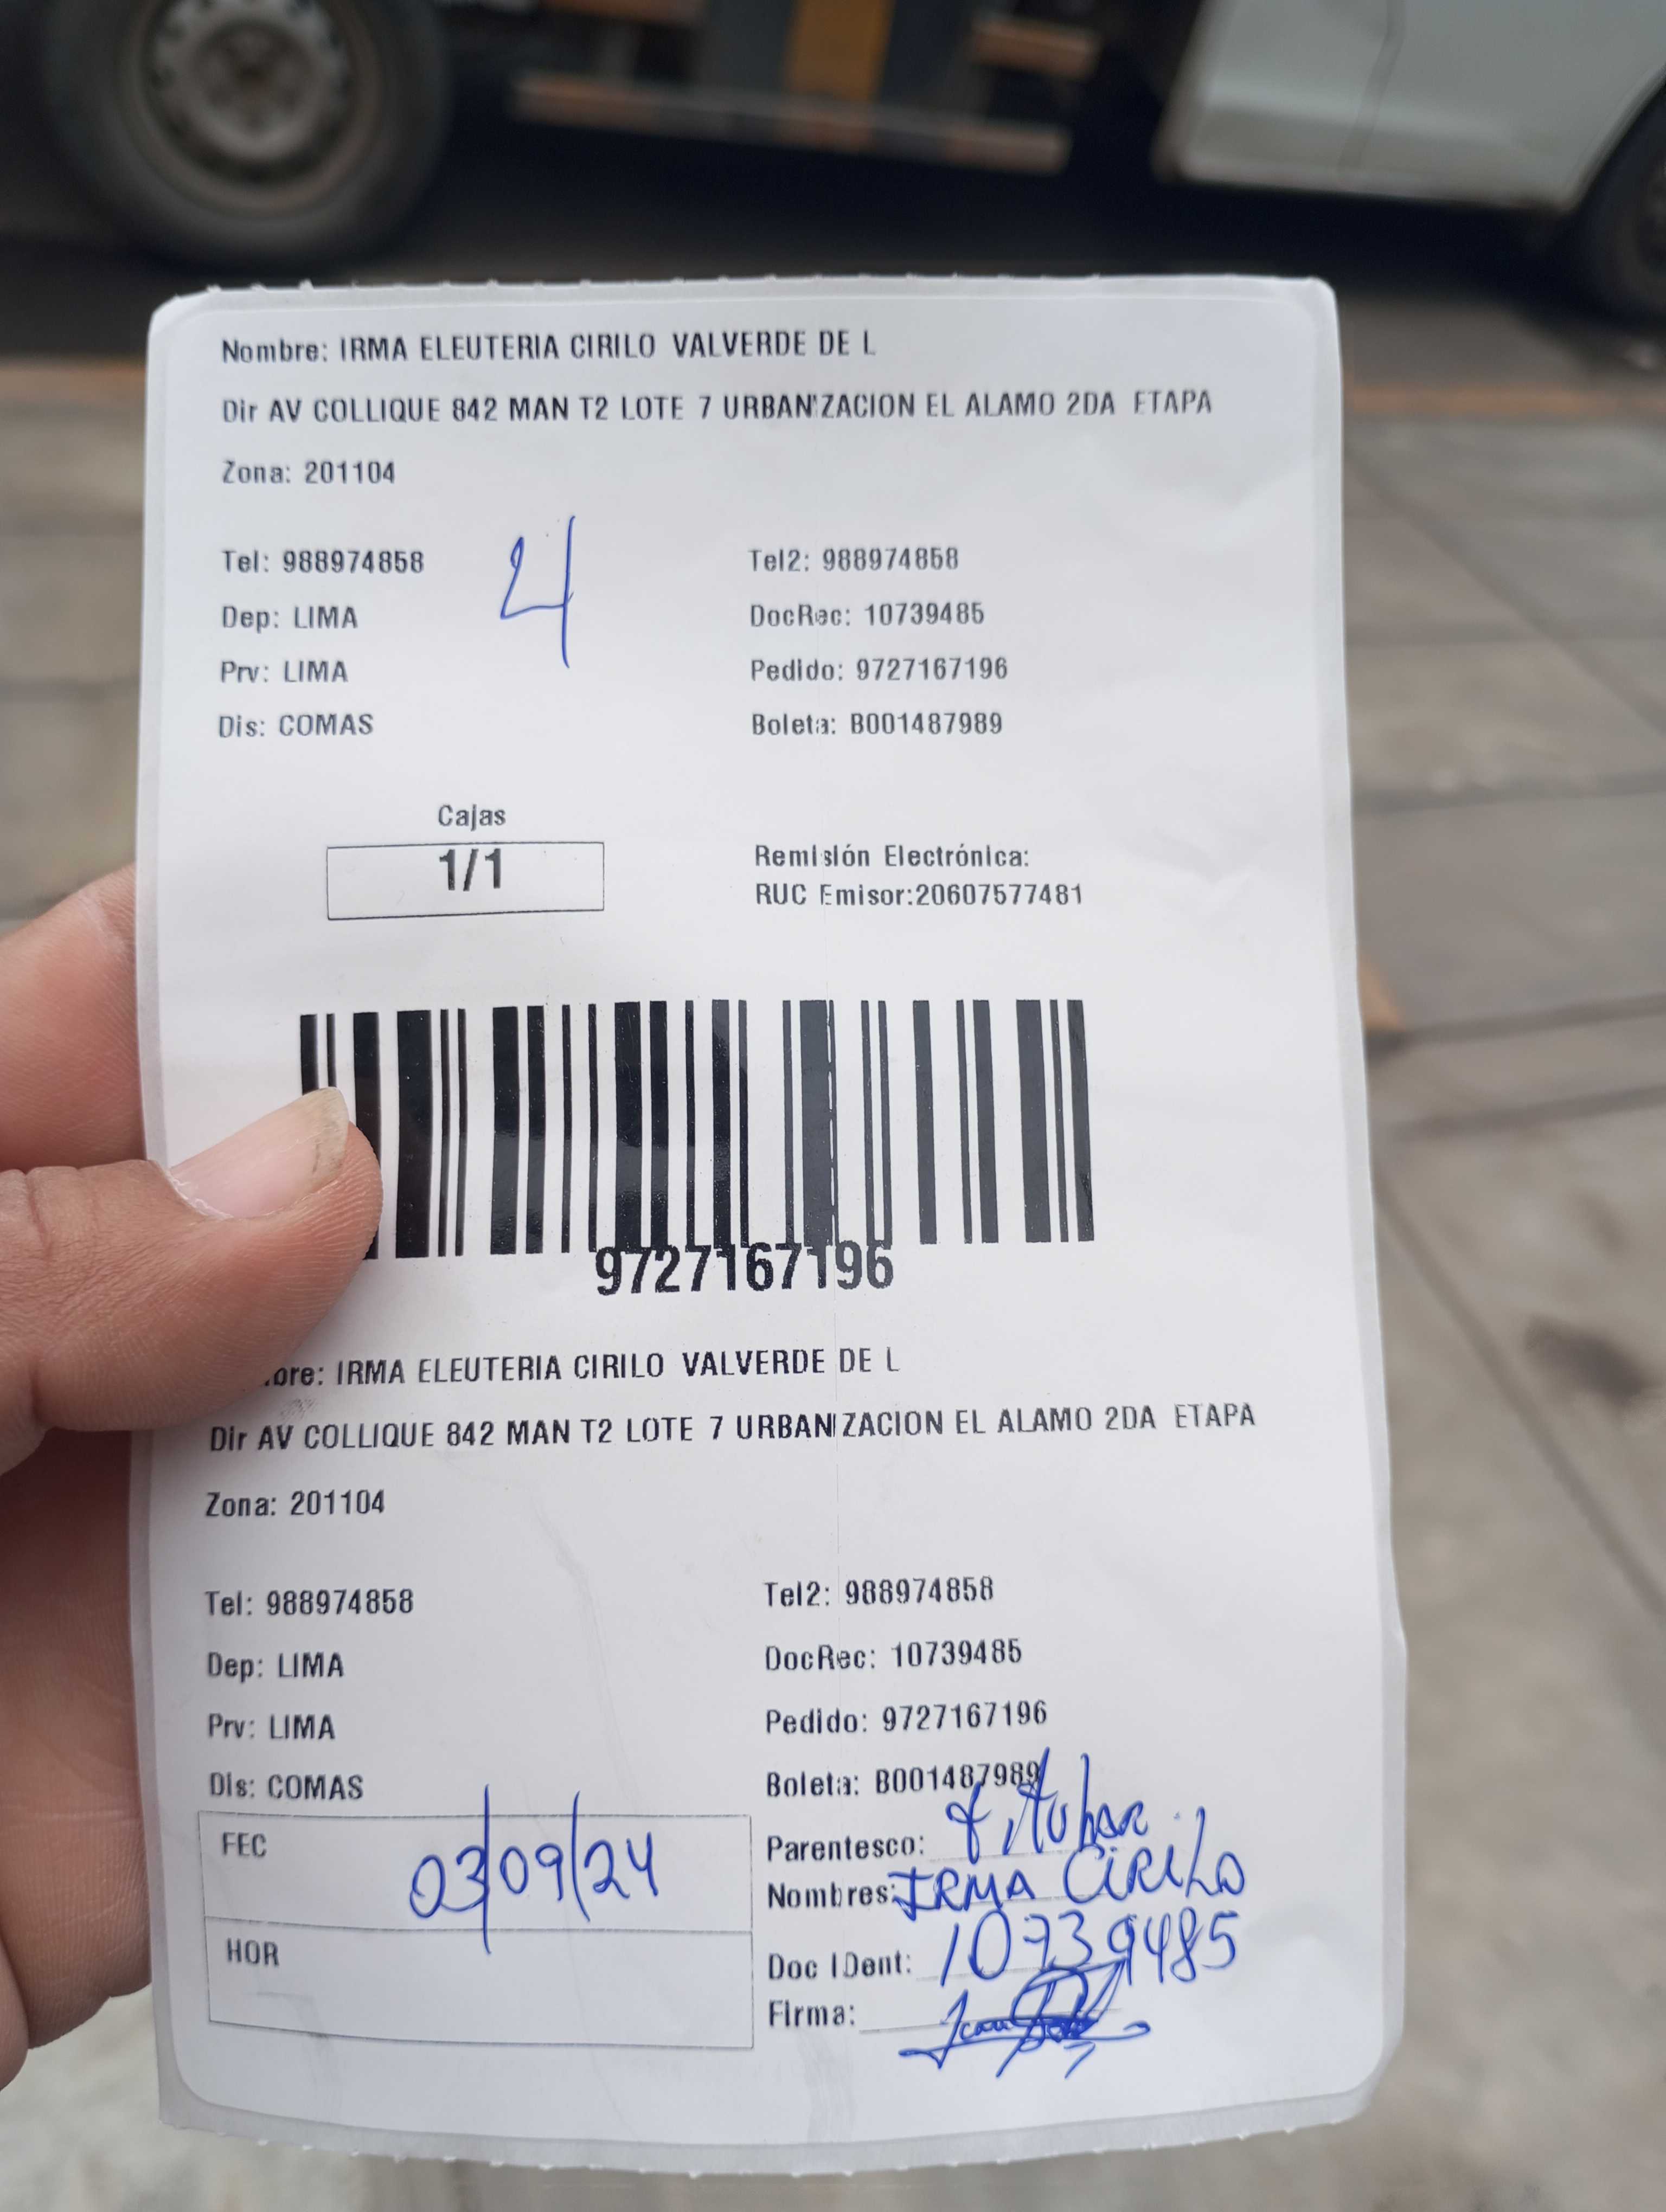 Nombre: IRMA ELEUTERIA CIRILO VALVERDE DE L
Dir AV COLLIQUE 842 MAN T2 LOTE 7 URBANIZACION EL ALAMO 2DA ETAPA
Zona: 201104
Tel: 988974858 Tel2: 988974858
4
Dep: LIMA DocRec: 10739485
Prv: LIMA Pedido: 9727167196
Dis: COMAS Boleta: B001487989
Cajas
1/1
Remisión Electrónica:
RUC Emisor:20607577481
9727167196
bre: IRMA ELEUTERIA CIRILO VALVERDE DE L
Dir AV COLLIQUE 842 MAN T2 LOTE 7 URBANIZACION EL ALAMO 2DA ETAPA
Zona: 201104
Tel: 988974858 Tel2: 988974858
Dep: LIMA DocRec: 10739485
Prv: LIMA Pedido: 9727167196
Dis: COMAS Boleta: B001487989
FEC 03/09/24
HOR
Parentesco: titular
Nombres: IRMA CIRILO
Doc IDent: 10739485
Firma: